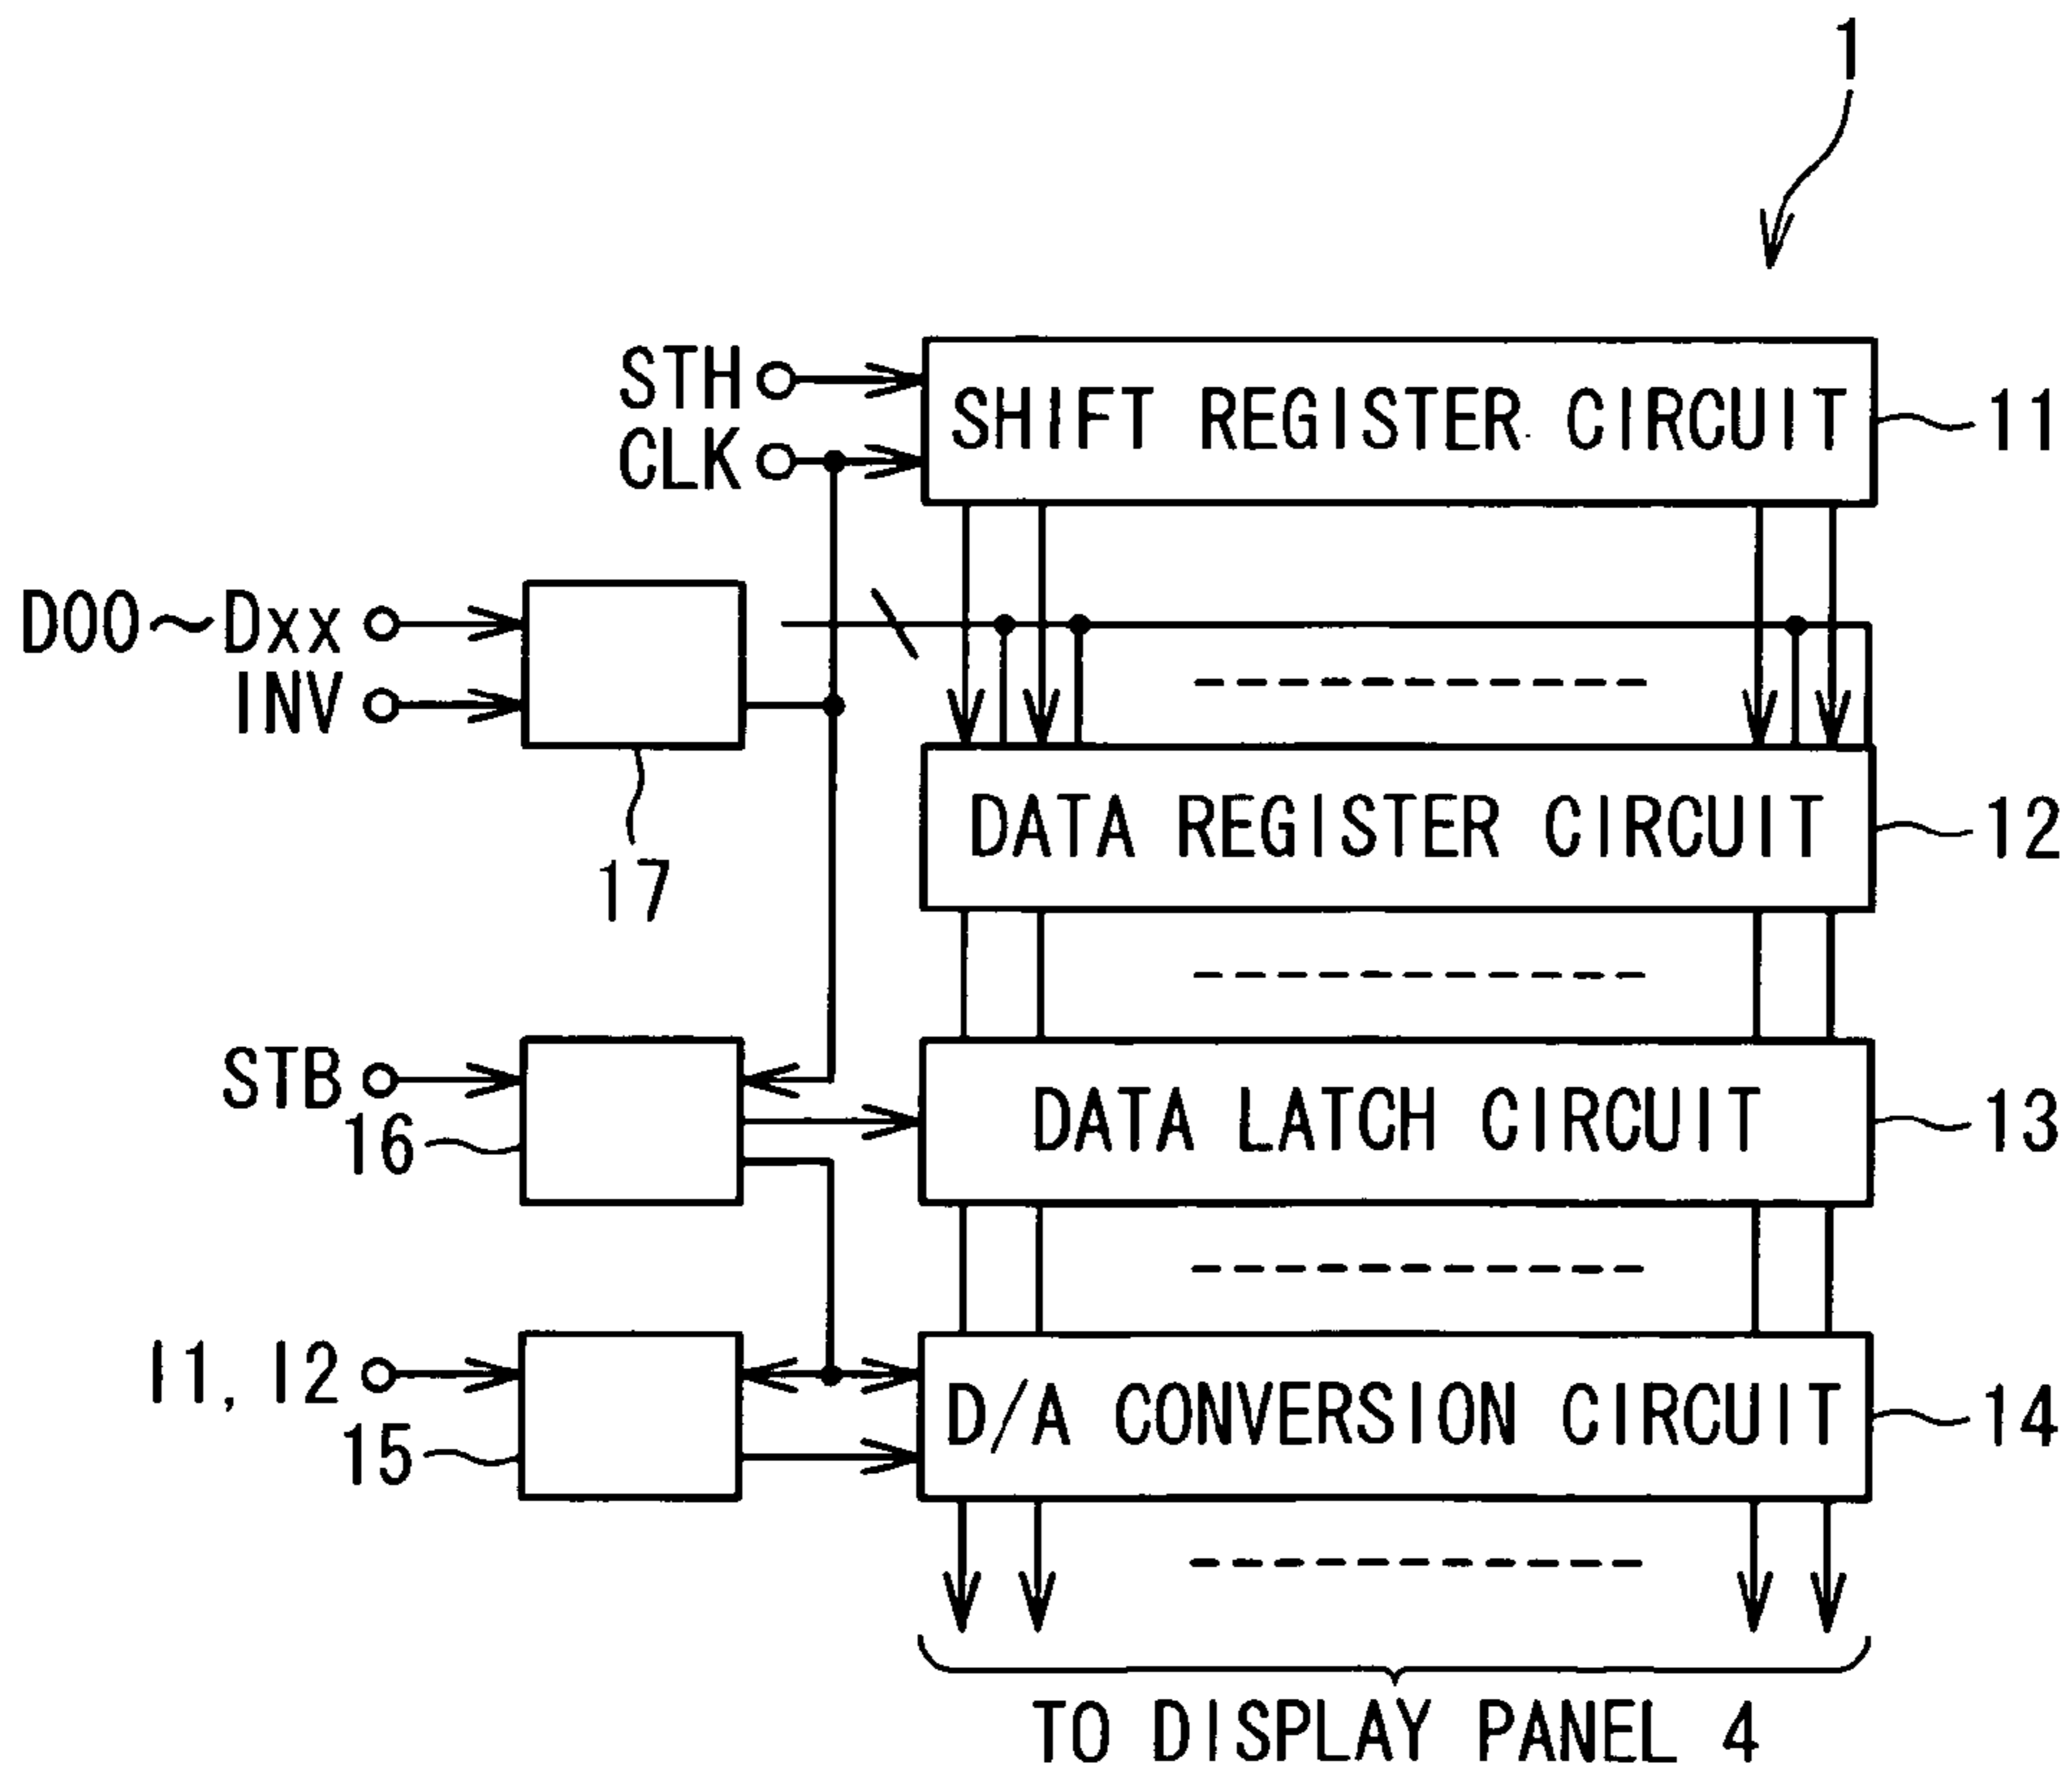 1
STH
SHIFT REGISTER CIRCUIT
11
CLK
D00~Dxx
INV
17
DATA REGISTER CIRCUIT
12
STB
16
DATA LATCH CIRCUIT
13
I1, I2
15
D/A CONVERSION CIRCUIT
14
TO DISPLAY PANEL 4